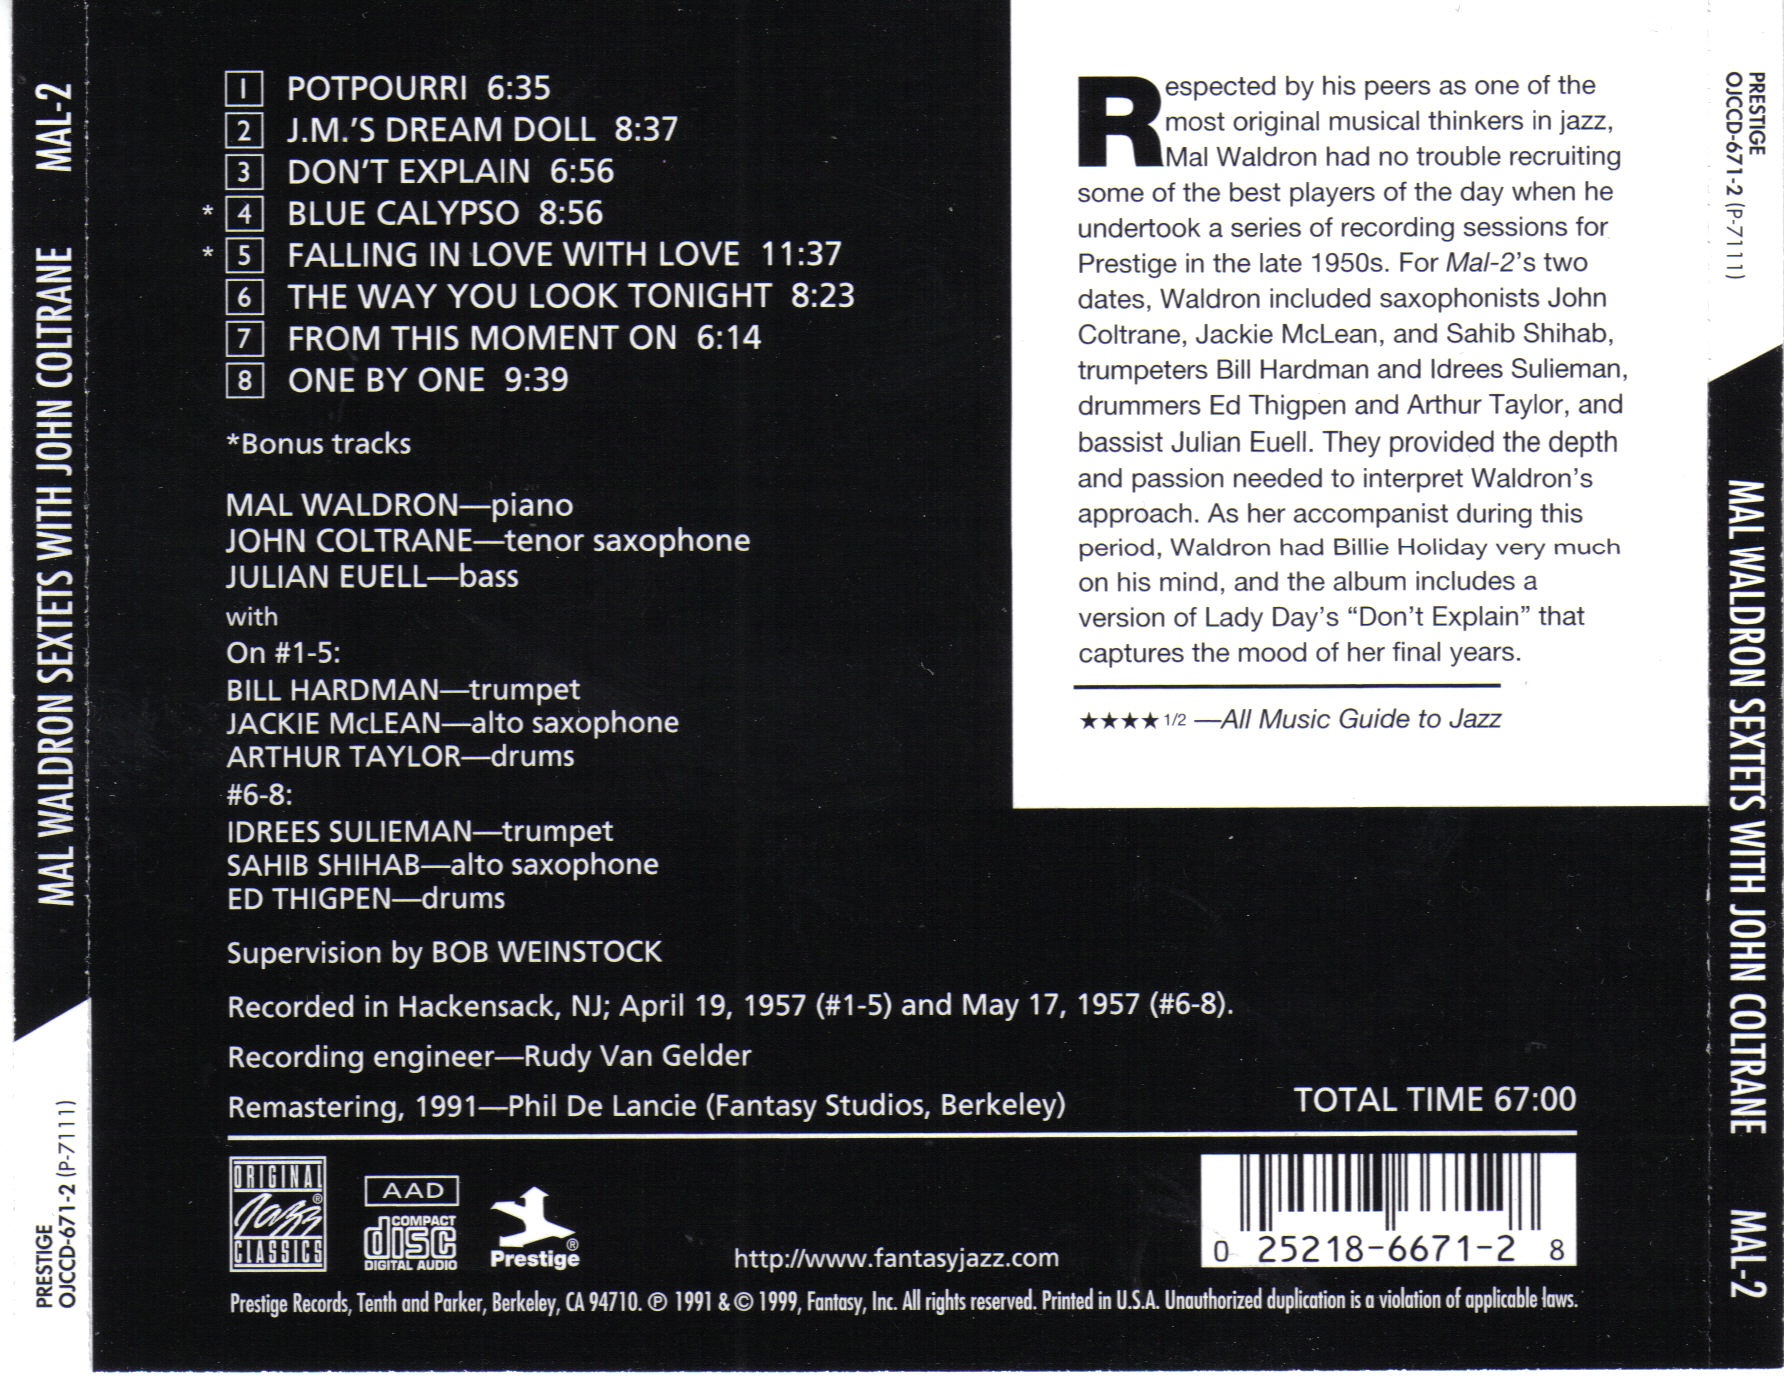 MAL WALDRON SEXTETS WITH JOHN COLTRANE MAL-2
PRESTIGE
OJCCD-671-2 (P-7111)
1 POTPOURRI 6:35
2 J.M.'S DREAM DOLL 8:37
3 DON'T EXPLAIN 6:56
* 4 BLUE CALYPSO 8:56
* 5 FALLING IN LOVE WITH LOVE 11:37
6 THE WAY YOU LOOK TONIGHT 8:23
7 FROM THIS MOMENT ON 6:14
8 ONE BY ONE 9:39
*Bonus tracks
MAL WALDRON—piano
JOHN COLTRANE—tenor saxophone
JULIAN EUELL—bass
with
On #1-5:
BILL HARDMAN—trumpet
JACKIE McLEAN—alto saxophone
ARTHUR TAYLOR—drums
#6-8:
IDREES SULIEMAN—trumpet
SAHIB SHIHAB—alto saxophone
ED THIGPEN—drums
Supervision by BOB WEINSTOCK
Recorded in Hackensack, NJ; April 19, 1957 (#1-5) and May 17, 1957 (#6-8).
Recording engineer—Rudy Van Gelder
Remastering, 1991—Phil De Lancie (Fantasy Studios, Berkeley)
TOTAL TIME 67:00
Respected by his peers as one of the
most original musical thinkers in jazz,
Mal Waldron had no trouble recruiting
some of the best players of the day when he
undertook a series of recording sessions for
Prestige in the late 1950s. For Mal-2's two
dates, Waldron included saxophonists John
Coltrane, Jackie McLean, and Sahib Shihab,
trumpeters Bill Hardman and Idrees Sulieman,
drummers Ed Thigpen and Arthur Taylor, and
bassist Julian Euell. They provided the depth
and passion needed to interpret Waldron's
approach. As her accompanist during this
period, Waldron had Billie Holiday very much
on his mind, and the album includes a
version of Lady Day's “Don't Explain” that
captures the mood of her final years.
★★★★ 1/2 —All Music Guide to Jazz
ORIGINAL
Jazz ®
CLASSICS
AAD
COMPACT
disc
DIGITAL AUDIO
Prestige ®
http://www.fantasyjazz.com
0 25218-6671-2 8
Prestige Records, Tenth and Parker, Berkeley, CA 94710. ℗ 1991 & © 1999, Fantasy, Inc. All rights reserved. Printed in U.S.A. Unauthorized duplication is a violation of applicable laws.
PRESTIGE
OJCCD-671-2 (P-7111)
MAL WALDRON SEXTETS WITH JOHN COLTRANE MAL-2